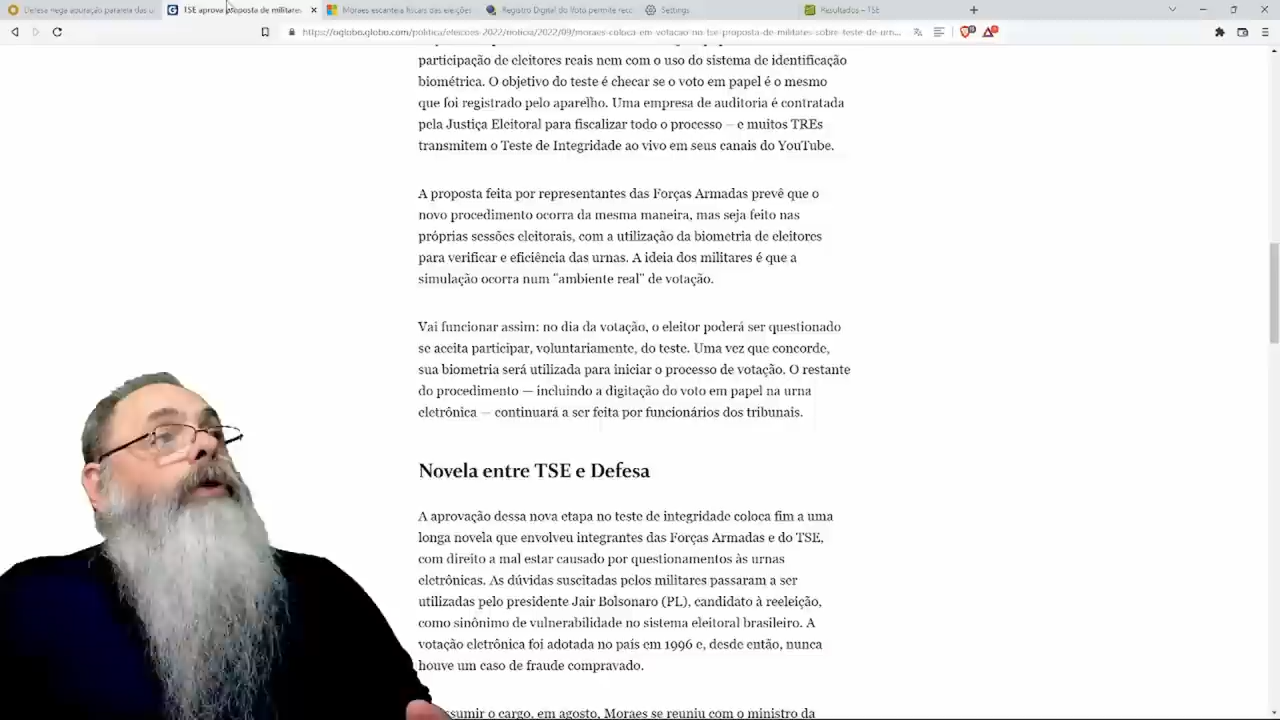 Defesa nega apuração paralela das u
TSE aprova proposta de militares
Moraes escanteia fiscais das eleições
Registro Digital do Voto permite reco
Settings
Resultados – TSE
https://oglobo.globo.com/politica/eleicoes-2022/noticia/2022/09/moraes-coloca-em-votacao-no-tse-proposta-de-militares-sobre-teste-de-urn...
participação de eleitores reais nem com o uso do sistema de identificação
biométrica. O objetivo do teste é checar se o voto em papel é o mesmo
que foi registrado pelo aparelho. Uma empresa de auditoria é contratada
pela Justiça Eleitoral para fiscalizar todo o processo – e muitos TREs
transmitem o Teste de Integridade ao vivo em seus canais do YouTube.
A proposta feita por representantes das Forças Armadas prevê que o
novo procedimento ocorra da mesma maneira, mas seja feito nas
próprias sessões eleitorais, com a utilização da biometria de eleitores
para verificar e eficiência das urnas. A ideia dos militares é que a
simulação ocorra num "ambiente real" de votação.
Vai funcionar assim: no dia da votação, o eleitor poderá ser questionado
se aceita participar, voluntariamente, do teste. Uma vez que concorde,
sua biometria será utilizada para iniciar o processo de votação. O restante
do procedimento — incluindo a digitação do voto em papel na urna
eletrônica — continuará a ser feita por funcionários dos tribunais.
Novela entre TSE e Defesa
A aprovação dessa nova etapa no teste de integridade coloca fim a uma
longa novela que envolveu integrantes das Forças Armadas e do TSE,
com direito a mal estar causado por questionamentos às urnas
eletrônicas. As dúvidas suscitadas pelos militares passaram a ser
utilizadas pelo presidente Jair Bolsonaro (PL), candidato à reeleição,
como sinônimo de vulnerabilidade no sistema eleitoral brasileiro. A
votação eletrônica foi adotada no país em 1996 e, desde então, nunca
houve um caso de fraude compravado.
assumir o cargo, em agosto, Moraes se reuniu com o ministro da